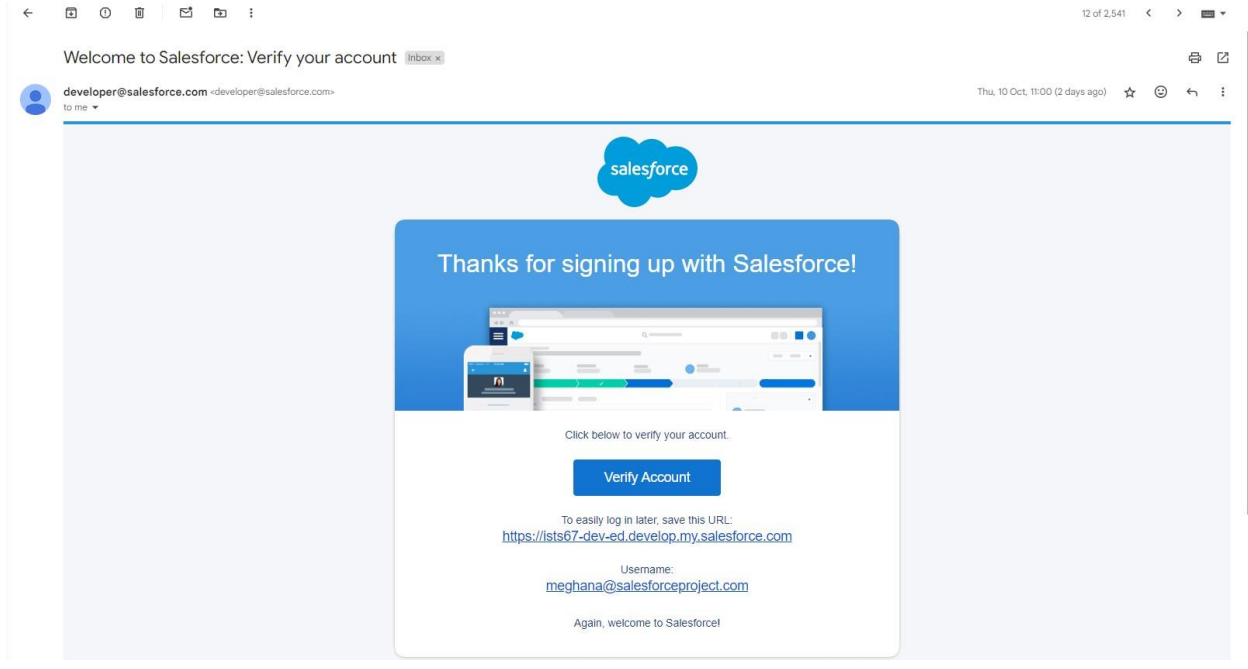 12 of 2,541
Welcome to Salesforce: Verify your account Inbox x
developer@salesforce.com <developer@salesforce.com>
Thu, 10 Oct, 11:00 (2 days ago)
to me
salesforce
Thanks for signing up with Salesforce!
Click below to verify your account.
Verify Account
To easily log in later, save this URL:
https://ists67-dev-ed.develop.my.salesforce.com
Username:
meghana@salesforceproject.com
Again, welcome to Salesforce!